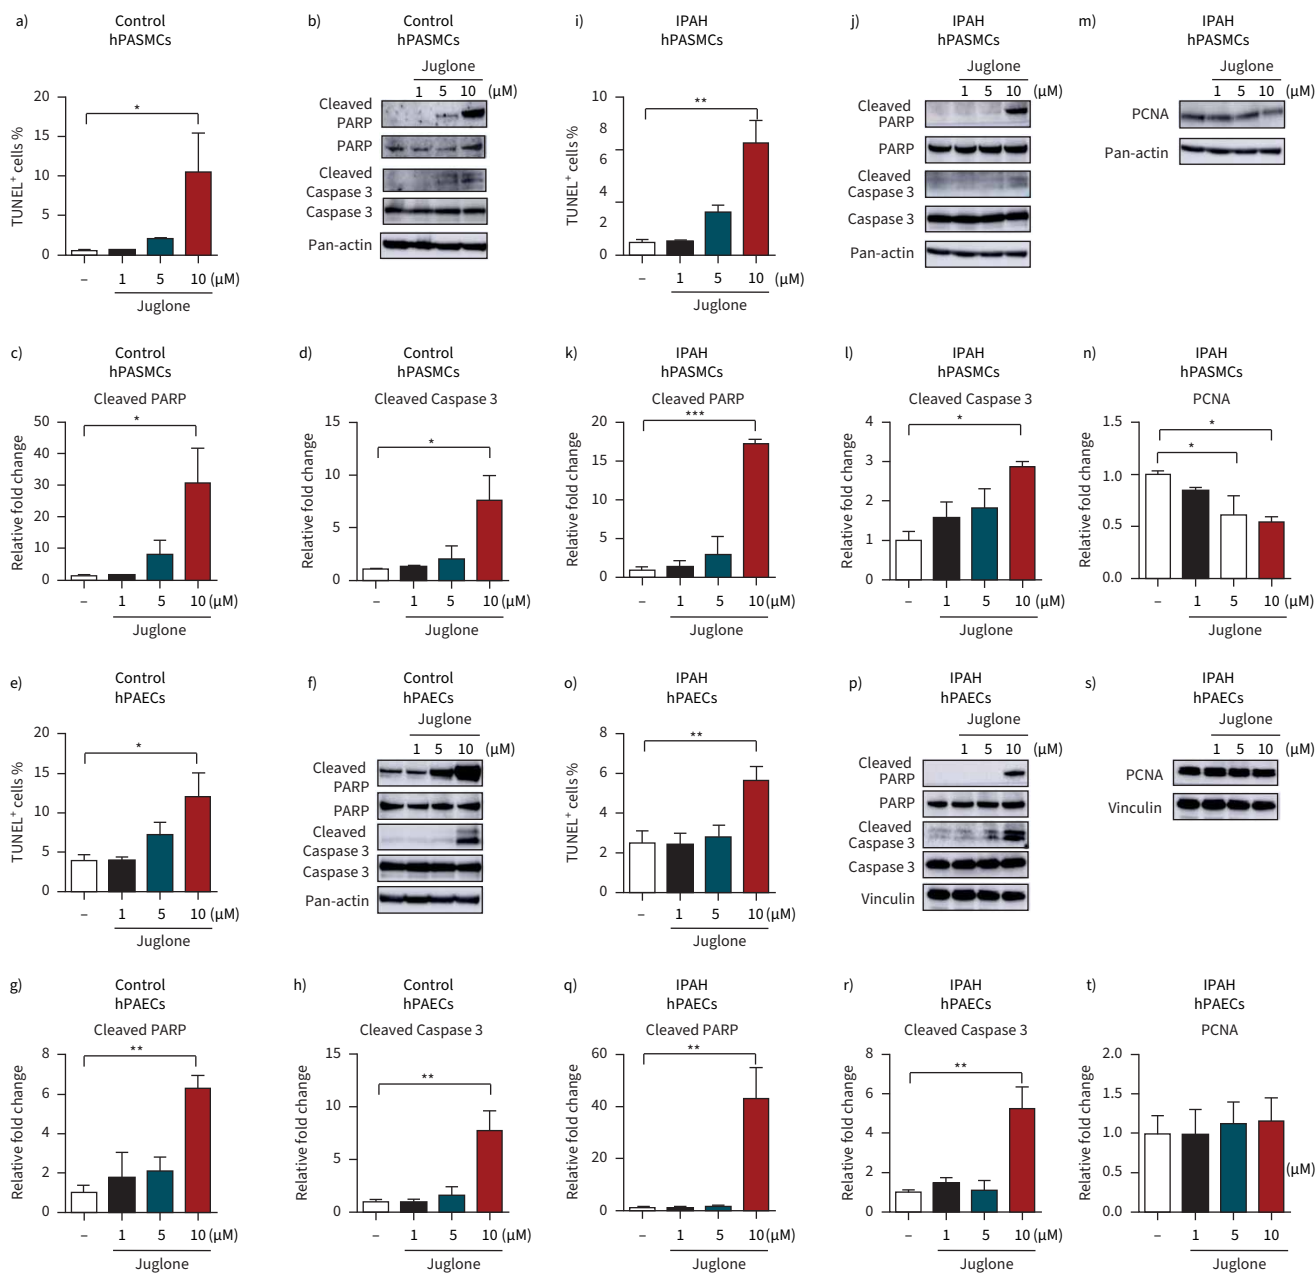 a)
Control
hPASMCs
TUNEL+ cells %
20
15
10
5
0
*
– 1 5 10 (μM)
Juglone
b)
Control
hPASMCs
Juglone
1 5 10 (μM)
Cleaved
PARP
PARP
Cleaved
Caspase 3
Caspase 3
Pan-actin
i)
IPAH
hPASMCs
TUNEL+ cells %
10
8
6
4
2
0
**
– 1 5 10 (μM)
Juglone
j)
IPAH
hPASMCs
Juglone
1 5 10 (μM)
Cleaved
PARP
PARP
Cleaved
Caspase 3
Caspase 3
Pan-actin
m)
IPAH
hPASMCs
Juglone
1 5 10 (μM)
PCNA
Pan-actin
c)
Control
hPASMCs
Cleaved PARP
Relative fold change
50
40
30
20
10
0
*
– 1 5 10 (μM)
Juglone
d)
Control
hPASMCs
Cleaved Caspase 3
Relative fold change
15
10
5
0
*
– 1 5 10 (μM)
Juglone
k)
IPAH
hPASMCs
Cleaved PARP
Relative fold change
20
15
10
5
0
***
– 1 5 10 (μM)
Juglone
l)
IPAH
hPASMCs
Cleaved Caspase 3
Relative fold change
4
3
2
1
0
*
– 1 5 10 (μM)
Juglone
n)
IPAH
hPASMCs
PCNA
Relative fold change
1.5
1.0
0.5
0.0
*
*
– 1 5 10 (μM)
Juglone
e)
Control
hPAECs
TUNEL+ cells %
20
15
10
5
0
*
– 1 5 10 (μM)
Juglone
f)
Control
hPAECs
Juglone
1 5 10 (μM)
Cleaved
PARP
PARP
Cleaved
Caspase 3
Caspase 3
Pan-actin
o)
IPAH
hPAECs
TUNEL+ cells %
8
6
4
2
0
**
– 1 5 10 (μM)
Juglone
p)
IPAH
hPAECs
Juglone
1 5 10 (μM)
Cleaved
PARP
PARP
Cleaved
Caspase 3
Caspase 3
Vinculin
s)
IPAH
hPAECs
Juglone
1 5 10 (μM)
PCNA
Vinculin
g)
Control
hPAECs
Cleaved PARP
Relative fold change
8
6
4
2
0
**
– 1 5 10 (μM)
Juglone
h)
Control
hPAECs
Cleaved Caspase 3
Relative fold change
15
10
5
0
**
– 1 5 10 (μM)
Juglone
q)
IPAH
hPAECs
Cleaved PARP
Relative fold change
60
40
20
0
**
– 1 5 10 (μM)
Juglone
r)
IPAH
hPAECs
Cleaved Caspase 3
Relative fold change
8
6
4
2
0
**
– 1 5 10 (μM)
Juglone
t)
IPAH
hPAECs
PCNA
Relative fold change
2.0
1.5
1.0
0.5
0.0
(μM)
– 1 5 10
Juglone